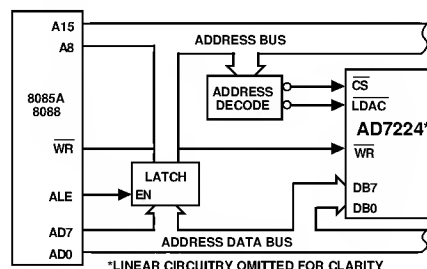 A15
A8
ADDRESS BUS
8085A
8088
ADDRESS
DECODE
CS
LDAC
AD7224*
WR
WR
LATCH
EN
ALE
DB7
DB0
AD7
AD0
ADDRESS DATA BUS
*LINEAR CIRCUITRY OMITTED FOR CLARITY